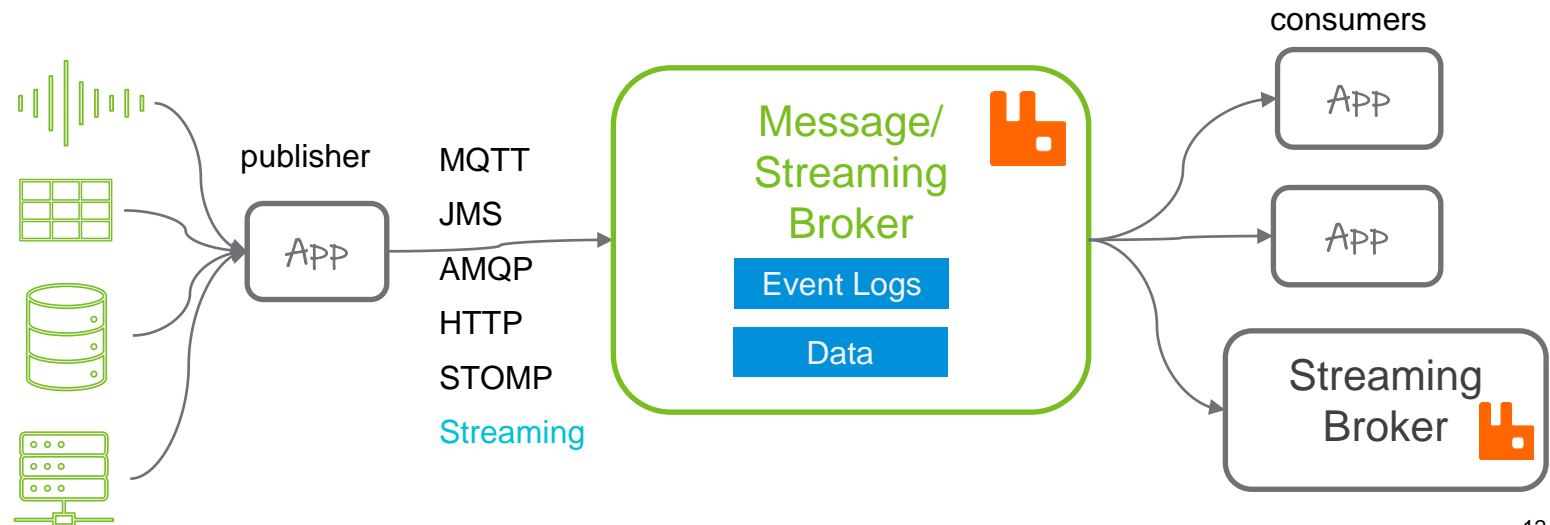 consumers
publisher
App
MQTT
JMS
AMQP
HTTP
STOMP
Streaming
Message/
Streaming
Broker
Event Logs
Data
App
App
Streaming
Broker